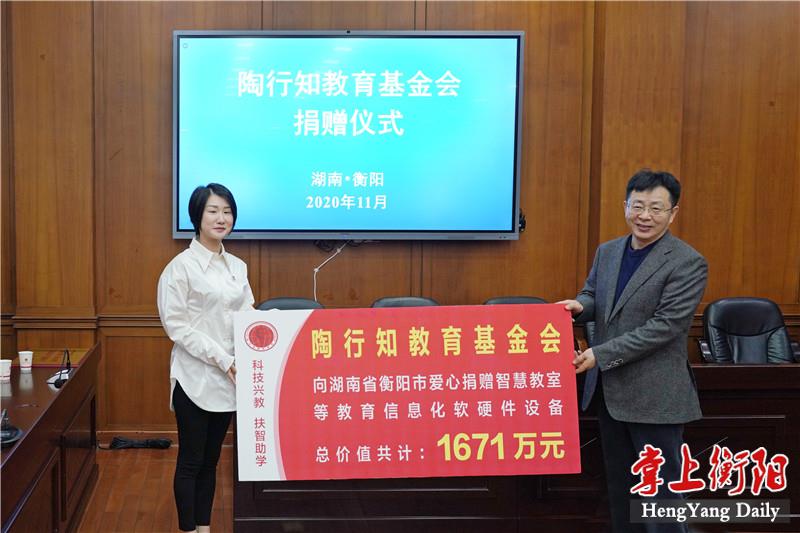 陶行知教育基金会
捐赠仪式
湖南·衡阳
2020年11月
陶行知教育基金会
向湖南省衡阳市爱心捐赠智慧教室
等教育信息化软硬件设备
总价值共计：1671万元
科技兴教 扶智助学
掌上衡阳
HengYang Daily